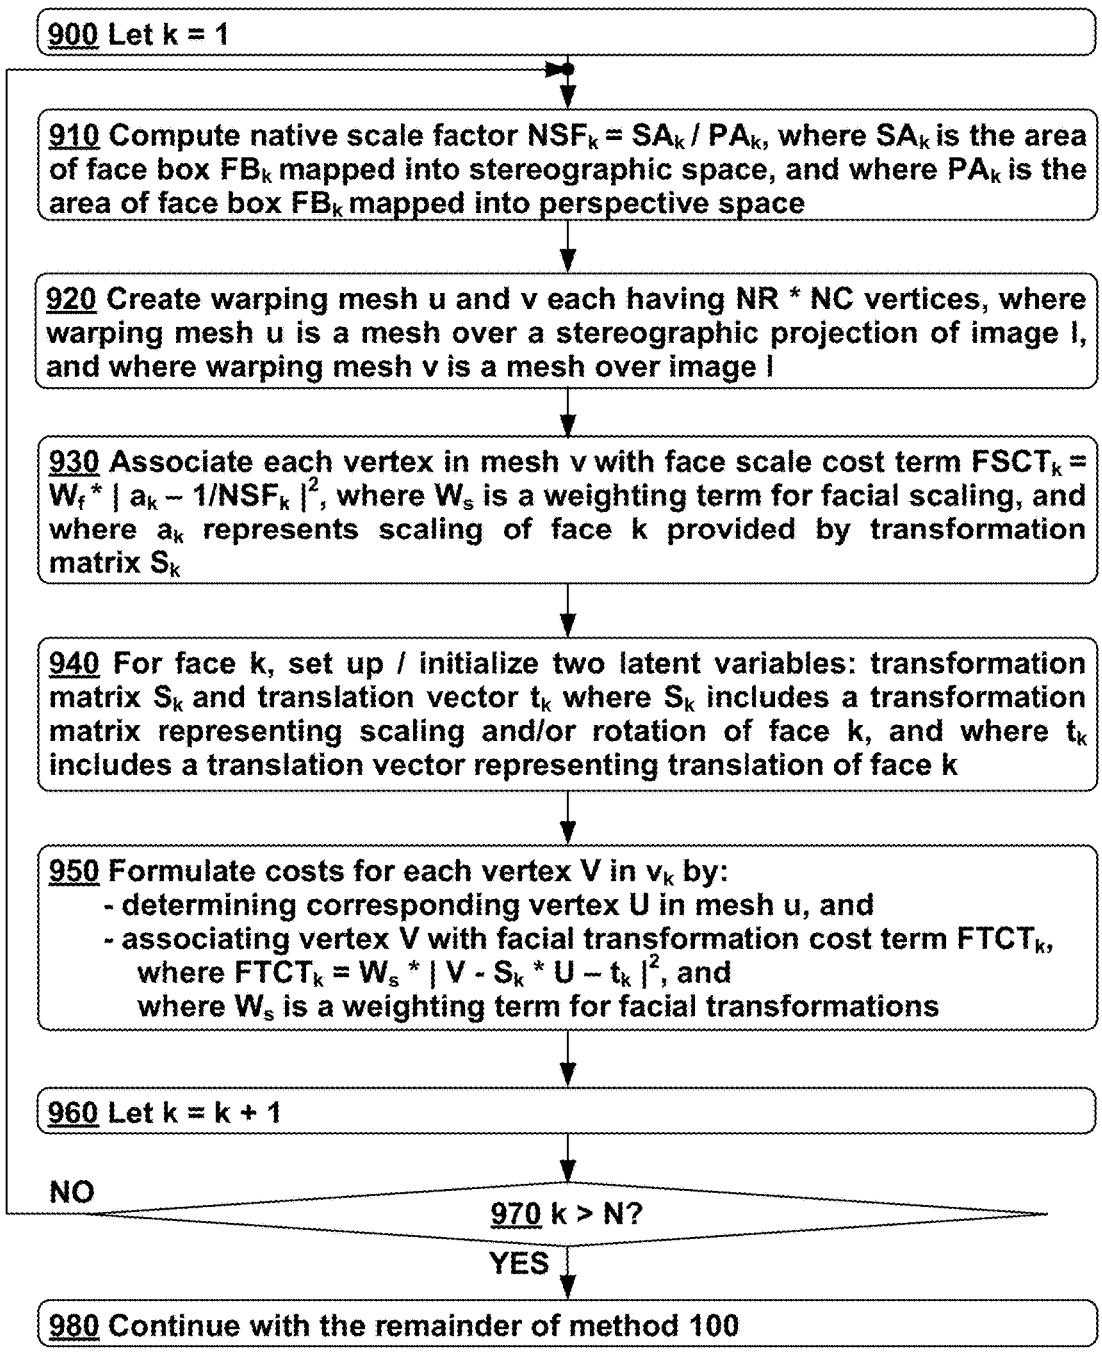 900 Let k = 1
910 Compute native scale factor NSFk = SAk / PAk, where SAk is the area
of face box FBk mapped into stereographic space, and where PAk is the
area of face box FBk mapped into perspective space
920 Create warping mesh u and v each having NR * NC vertices, where
warping mesh u is a mesh over a stereographic projection of image I,
and where warping mesh v is a mesh over image I
930 Associate each vertex in mesh v with face scale cost term FSCTk =
Wf * | ak – 1/NSFk |², where Ws is a weighting term for facial scaling, and
where ak represents scaling of face k provided by transformation
matrix Sk
940 For face k, set up / initialize two latent variables: transformation
matrix Sk and translation vector tk where Sk includes a transformation
matrix representing scaling and/or rotation of face k, and where tk
includes a translation vector representing translation of face k
950 Formulate costs for each vertex V in vk by:
- determining corresponding vertex U in mesh u, and
- associating vertex V with facial transformation cost term FTCTk,
where FTCTk = Ws * | V - Sk * U – tk |², and
where Ws is a weighting term for facial transformations
960 Let k = k + 1
NO
970 k > N?
YES
980 Continue with the remainder of method 100